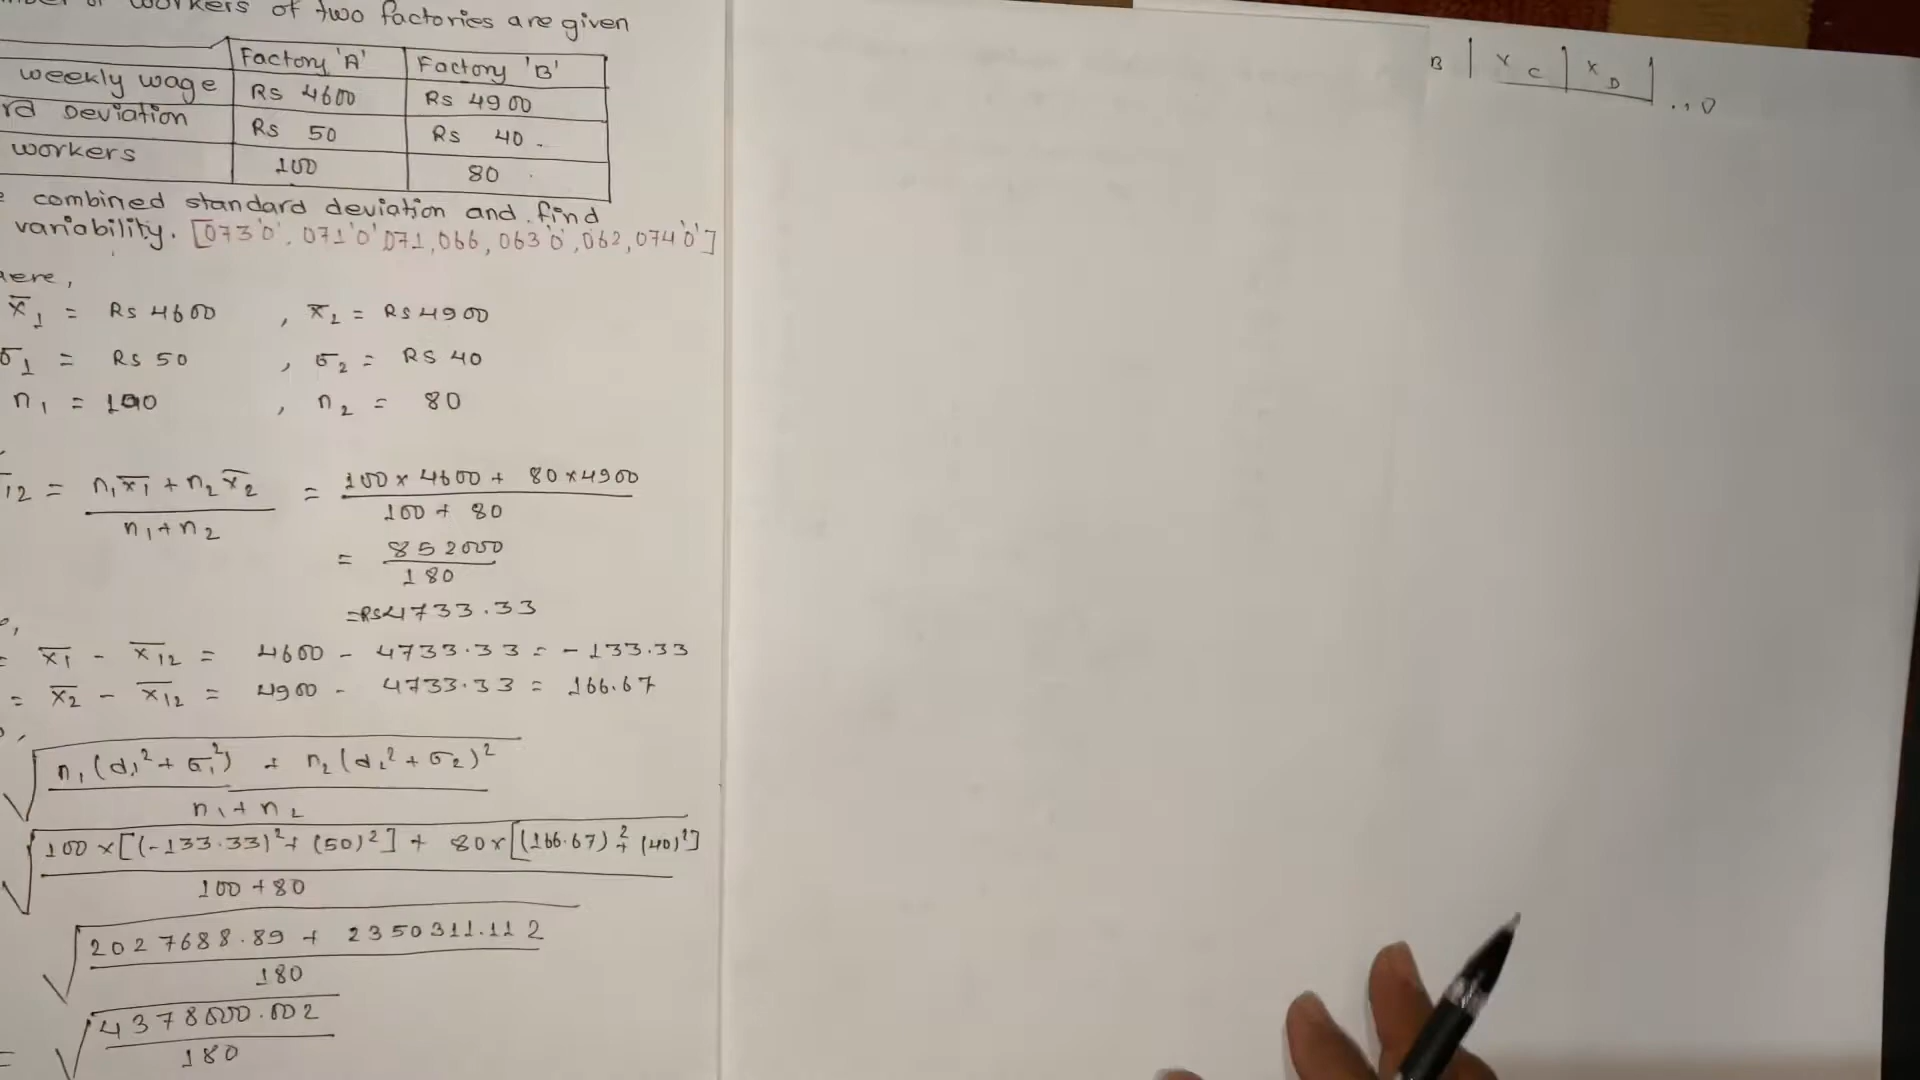 workers of two factories are given
Factory 'A' Factory 'B'
weekly wage Rs 4600 Rs 4900
rd Deviation Rs 50 Rs 40
workers 100 80
combined standard deviation and find
variability. [073'0', 071'0' 071, 066, 063'0', 062, 074'0']
here,
x̄1 = Rs 4600 , x̄2 = Rs 4900
σ1 = Rs 50 , σ2 = Rs 40
n1 = 100 , n2 = 80
12 = n1x̄1 + n2x̄2 / n1+n2 = 100 x 4600 + 80 x 4900 / 100 + 80
= 852000 / 180
= Rs 4733.33
= x̄1 - x̄12 = 4600 - 4733.33 = - 133.33
= x̄2 - x̄12 = 4900 - 4733.33 = 166.67
√ n1(d1² + σ1²) + n2(d2² + σ2)² / n1 + n2
√ 100 x [(-133.33)² + (50)²] + 80 x [(166.67)² + (40)²] / 100 + 80
√ 2027688.89 + 2350311.112 / 180
= √ 4378000.002 / 180
B | x C | x D | ..0